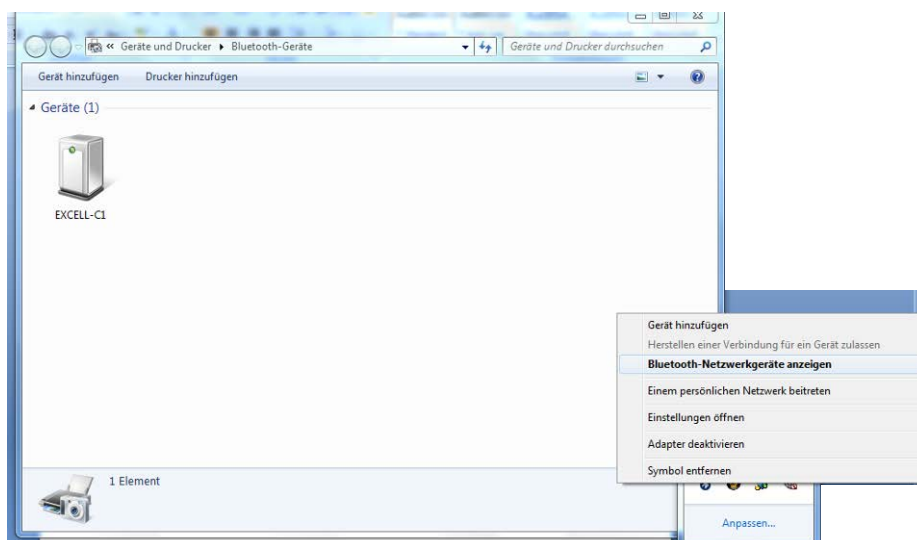 « Geräte und Drucker ▸ Bluetooth-Geräte
Geräte und Drucker durchsuchen
Gerät hinzufügen Drucker hinzufügen
Geräte (1)
EXCELL-C1
Gerät hinzufügen
Herstellen einer Verbindung für ein Gerät zulassen
Bluetooth-Netzwerkgeräte anzeigen
Einem persönlichen Netzwerk beitreten
Einstellungen öffnen
Adapter deaktivieren
Symbol entfernen
1 Element
Anpassen...